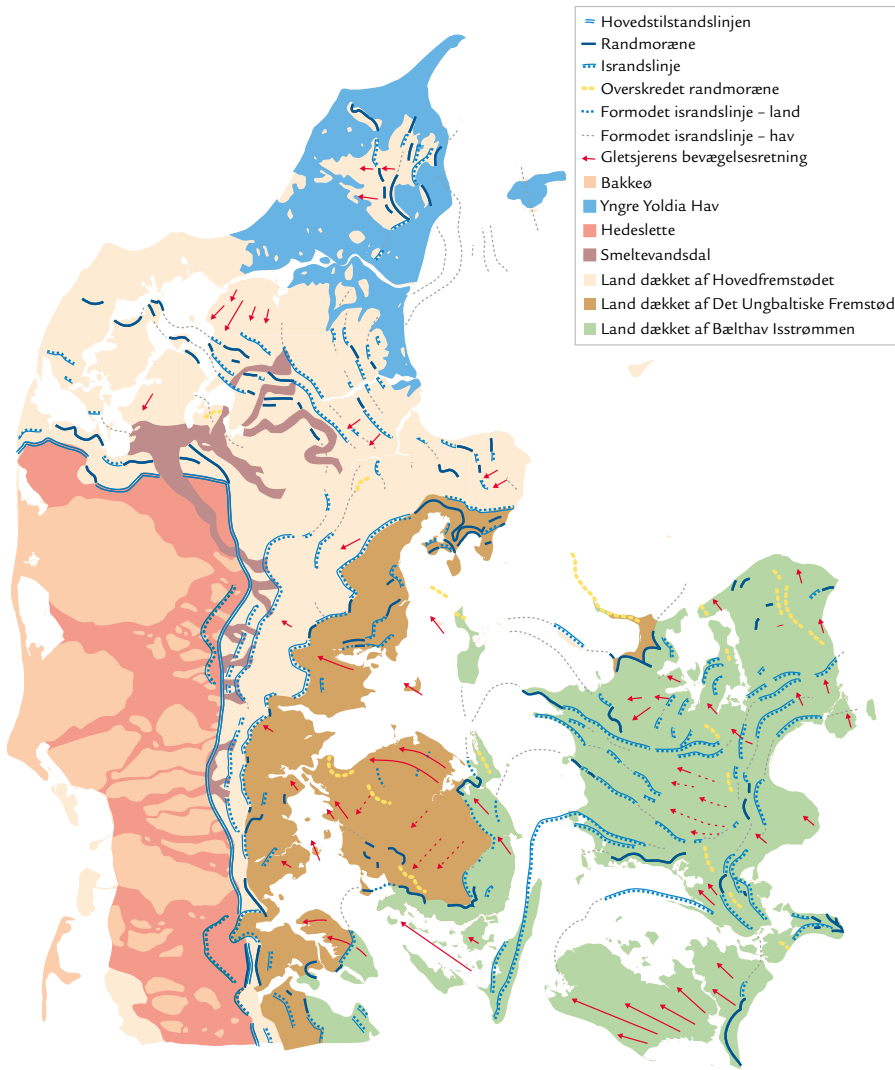 Hovedstilstandslinjen
Randmoræne
Israndslinje
Overskredet randmoræne
Formodet israndslinje – land
Formodet israndslinje – hav
Gletsjerens bevægelsesretning
Bakkeø
Yngre Yoldia Hav
Hedeslette
Smeltevandsdal
Land dækket af Hovedfremstødet
Land dækket af Det Ungbaltiske Fremstød
Land dækket af Bælthav Isstrømmen